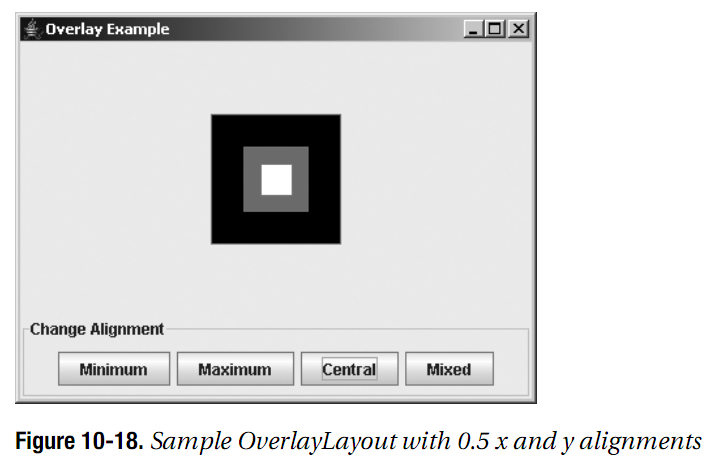 Overlay Example
Change Alignment
Minimum Maximum Central Mixed
Figure 10-18. Sample OverlayLayout with 0.5 x and y alignments